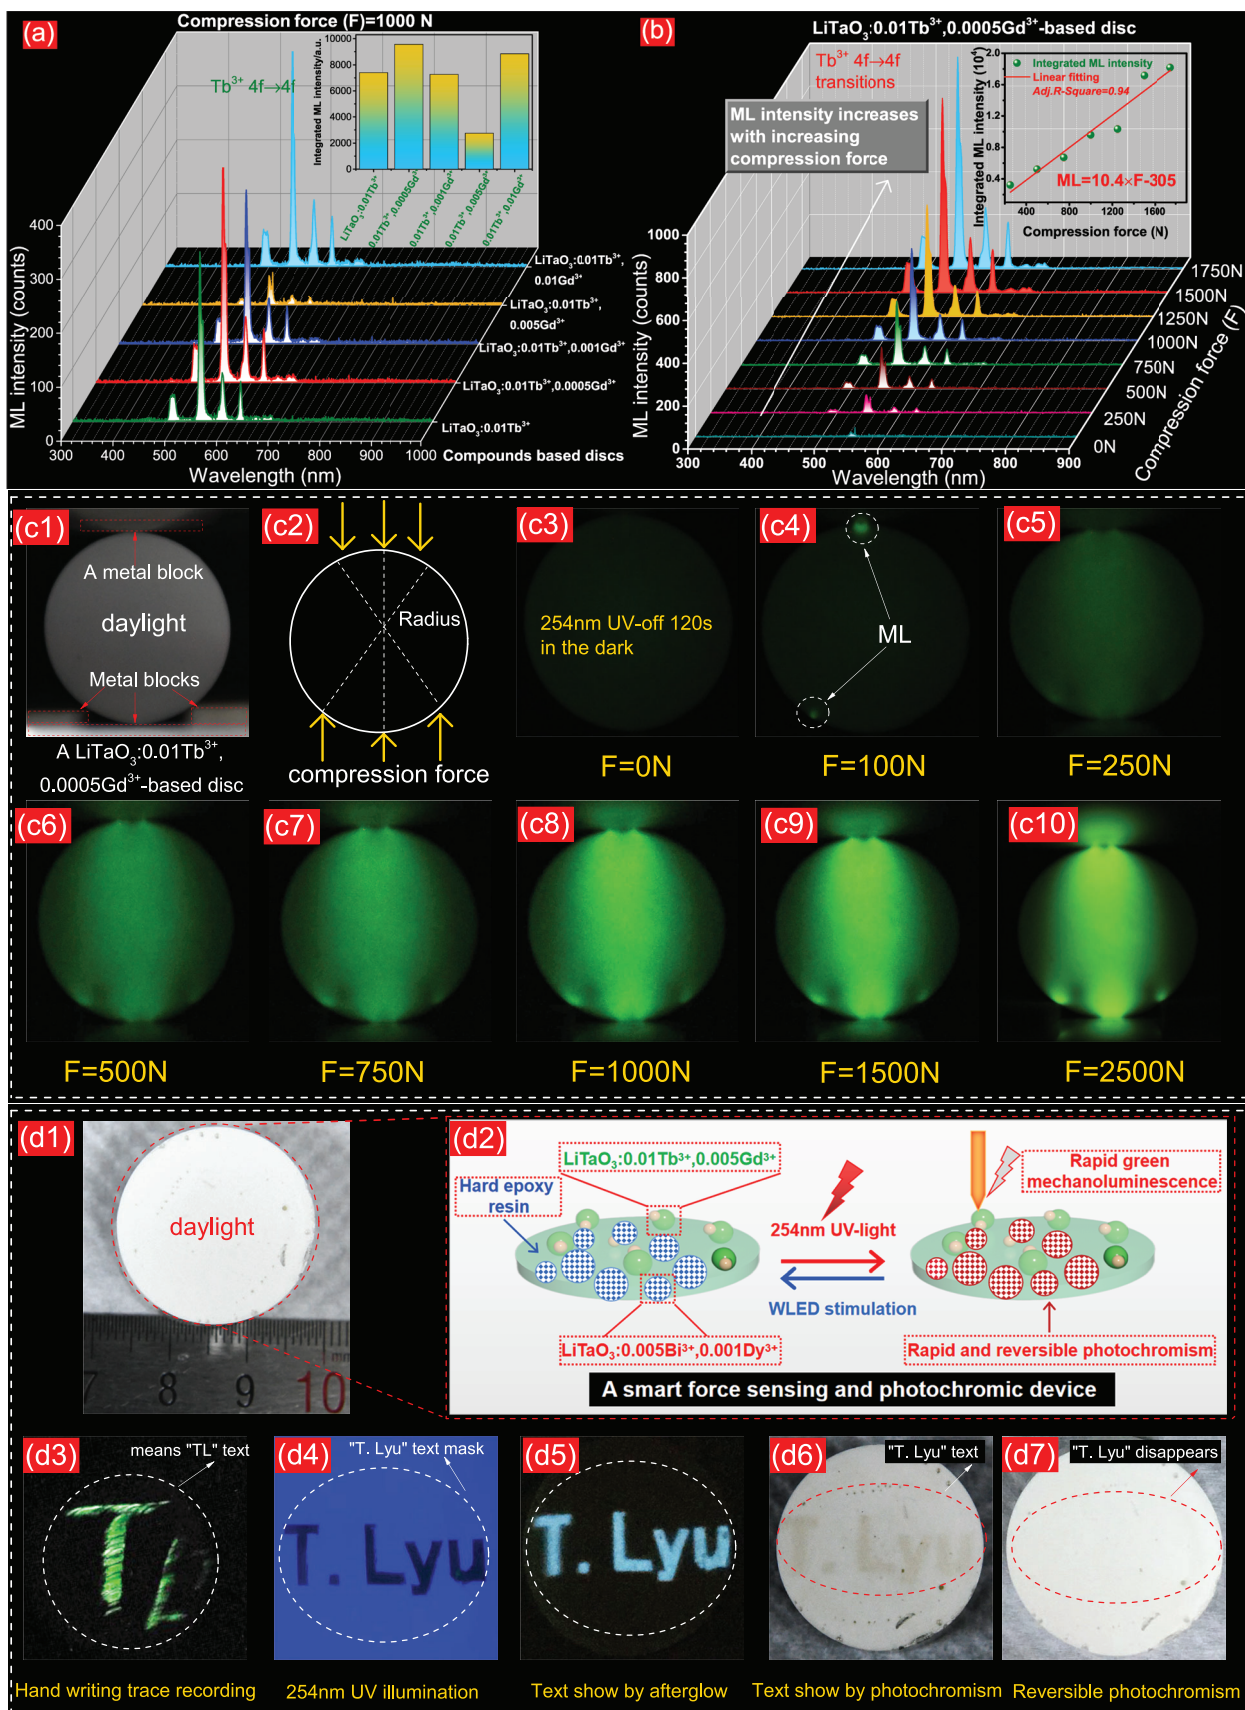 (a)
Compression force (F)=1000 N
Tb³⁺ 4f→4f
Integrated ML intensity/a.u.
10000
9000
8000
7000
6000
5000
4000
3000
2000
1000
0
LiTaO₃:0.01Tb³⁺
0.01Tb³⁺,0.0005Gd³⁺
0.01Tb³⁺,0.001Gd³⁺
0.01Tb³⁺,0.005Gd³⁺
0.01Tb³⁺,0.01Gd³⁺
ML intensity (counts)
400
300
200
100
0
LiTaO₃:0.01Tb³⁺,
0.01Gd³⁺
LiTaO₃:0.01Tb³⁺,
0.005Gd³⁺
LiTaO₃:0.01Tb³⁺,0.001Gd³⁺
LiTaO₃:0.01Tb³⁺,0.0005Gd³⁺
LiTaO₃:0.01Tb³⁺
300 400 500 600 700 800 900 1000
Wavelength (nm)
Compounds based discs
(b)
LiTaO₃:0.01Tb³⁺,0.0005Gd³⁺-based disc
Tb³⁺ 4f→4f
transitions
ML intensity increases
with increasing
compression force
Integrated ML intensity (10⁴)
2.0
1.6
1.2
0.8
0.4
Integrated ML intensity
Linear fitting
Adj.R-Square=0.94
ML=10.4×F-305
400 800 1200 1600
Compression force (N)
ML intensity (counts)
1000
800
600
400
200
0
1750N
1500N
1250N
1000N
750N
500N
250N
0N
Compression force (F)
300 400 500 600 700 800 900
Wavelength (nm)
(c1)
A metal block
daylight
Metal blocks
A LiTaO₃:0.01Tb³⁺,
0.0005Gd³⁺-based disc
(c2)
Radius
compression force
(c3)
254nm UV-off 120s
in the dark
F=0N
(c4)
ML
F=100N
(c5)
F=250N
(c6)
F=500N
(c7)
F=750N
(c8)
F=1000N
(c9)
F=1500N
(c10)
F=2500N
(d1)
daylight
mm
7 8 9 10
(d2)
LiTaO₃:0.01Tb³⁺,0.005Gd³⁺
Hard epoxy
resin
254nm UV-light
WLED stimulation
Rapid green
mechanoluminescence
LiTaO₃:0.005Bi³⁺,0.001Dy³⁺
Rapid and reversible photochromism
A smart force sensing and photochromic device
(d3)
means "TL" text
TL
Hand writing trace recording
(d4)
"T. Lyu" text mask
T. Lyu
254nm UV illumination
(d5)
T. Lyu
Text show by afterglow
(d6)
"T. Lyu" text
T. Lyu
Text show by photochromism
(d7)
"T. Lyu" disappears
Reversible photochromism